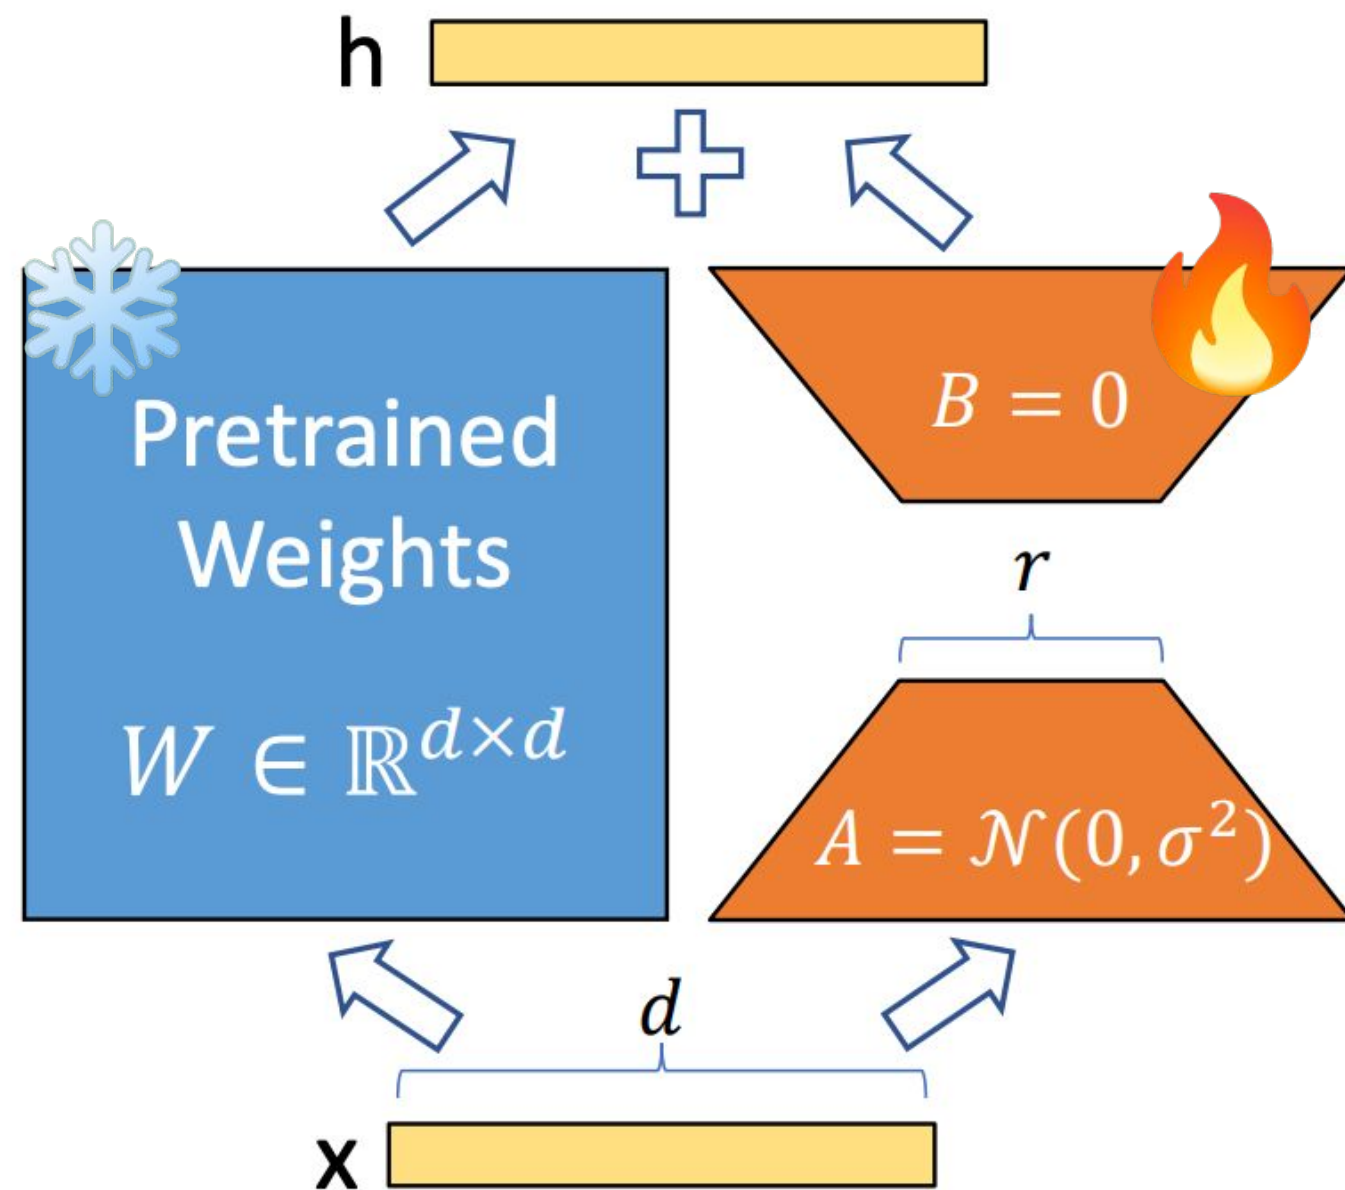 h
Pretrained
Weights
W ∈ ℝ^{d×d}
B = 0
r
A = 𝒩(0, σ²)
d
x